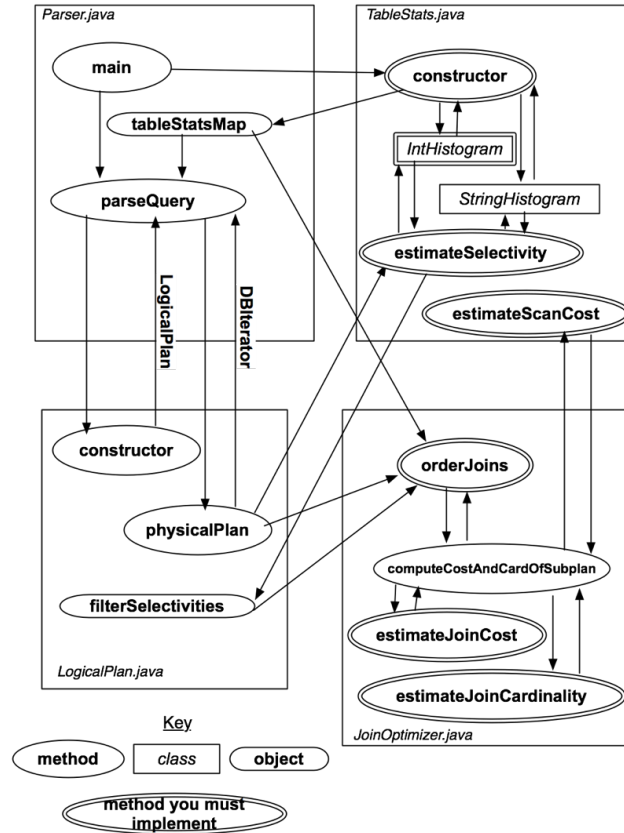 Parser.java
main
tableStatsMap
parseQuery
LogicalPlan
DBIterator
TableStats.java
constructor
IntHistogram
StringHistogram
estimateSelectivity
estimateScanCost
constructor
physicalPlan
filterSelectivities
LogicalPlan.java
orderJoins
computeCostAndCardOfSubplan
estimateJoinCost
estimateJoinCardinality
JoinOptimizer.java
Key
method
class
object
method you must
implement